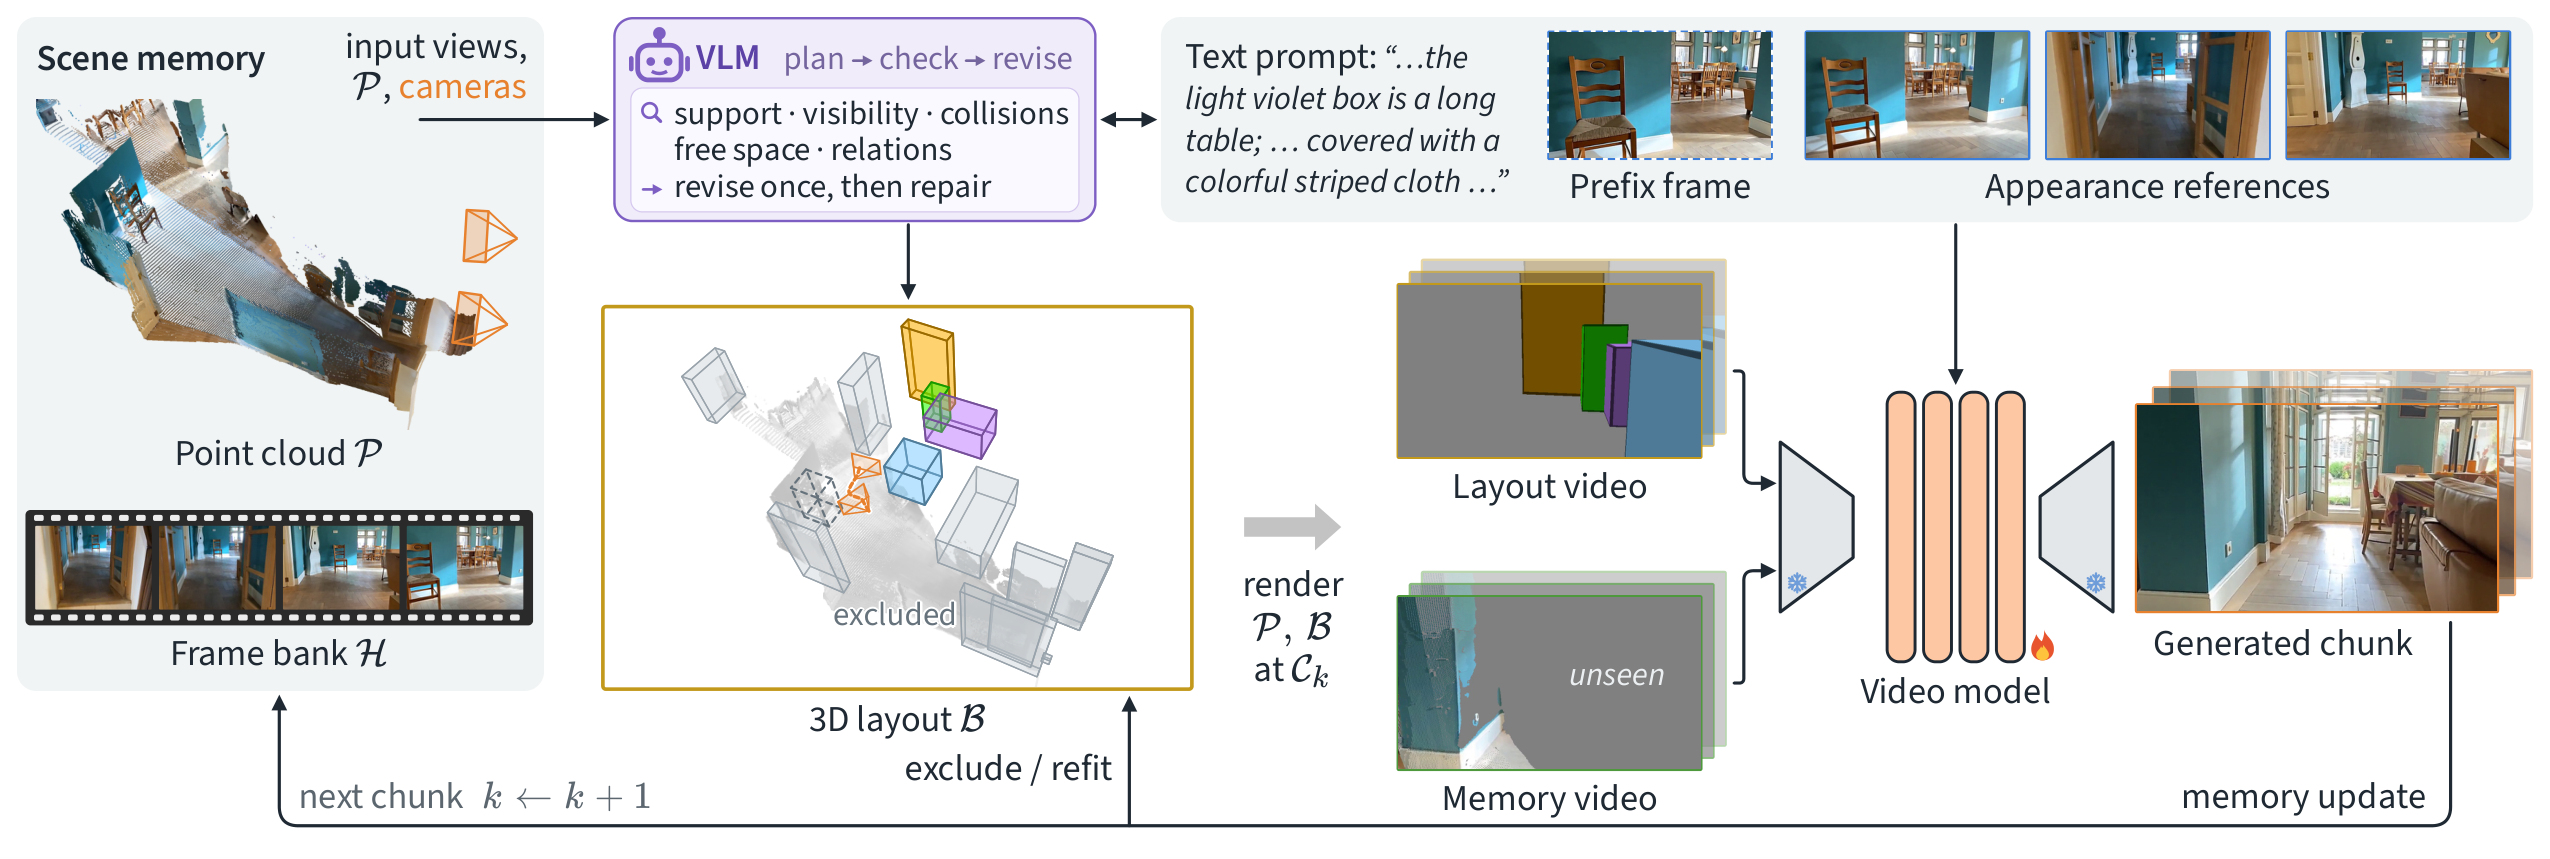 Scene memory
input views,
𝒫, cameras
Point cloud 𝒫
Frame bank ℋ
VLM plan → check → revise
support · visibility · collisions
free space · relations
→ revise once, then repair
Text prompt: “…the
light violet box is a long
table; … covered with a
colorful striped cloth …”
Prefix frame
Appearance references
excluded
3D layout ℬ
exclude / refit
render
𝒫, ℬ
at 𝒞ₖ
Layout video
unseen
Memory video
Video model
Generated chunk
next chunk k ← k + 1
memory update